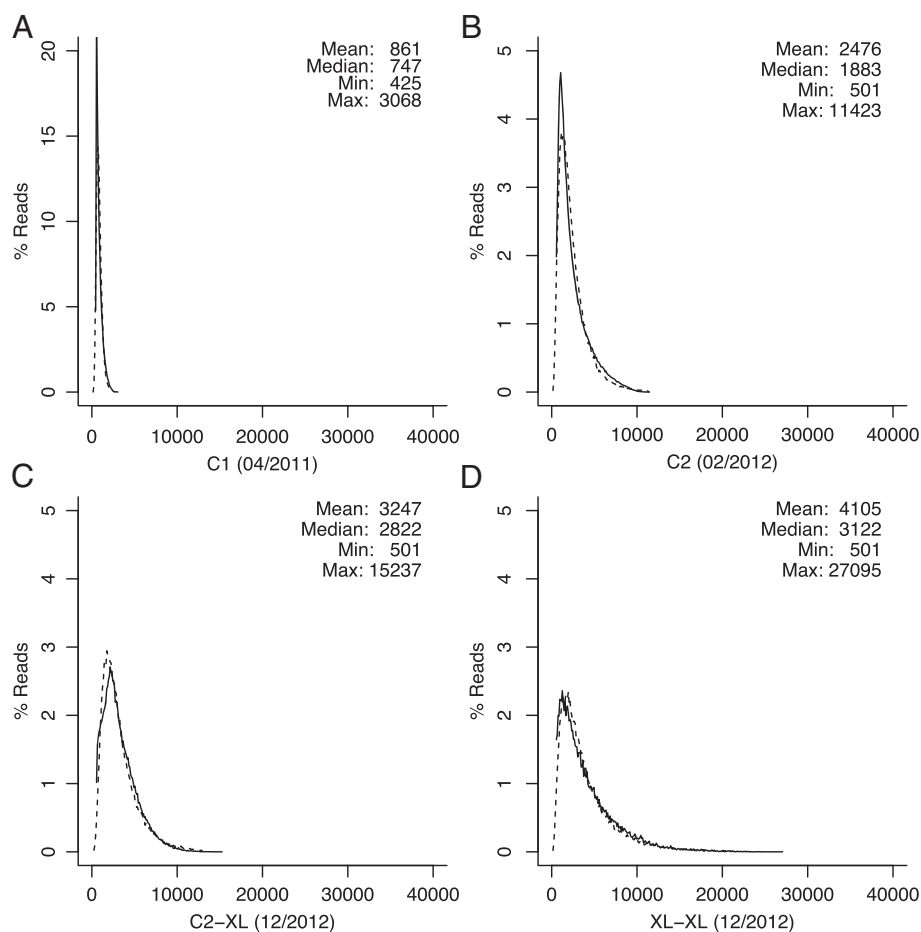 A
Mean: 861
Median: 747
Min: 425
Max: 3068
% Reads
20
15
10
5
0
0 10000 20000 30000 40000
C1 (04/2011)
B
Mean: 2476
Median: 1883
Min: 501
Max: 11423
% Reads
5
4
3
2
1
0
0 10000 20000 30000 40000
C2 (02/2012)
C
Mean: 3247
Median: 2822
Min: 501
Max: 15237
% Reads
5
4
3
2
1
0
0 10000 20000 30000 40000
C2−XL (12/2012)
D
Mean: 4105
Median: 3122
Min: 501
Max: 27095
% Reads
5
4
3
2
1
0
0 10000 20000 30000 40000
XL−XL (12/2012)